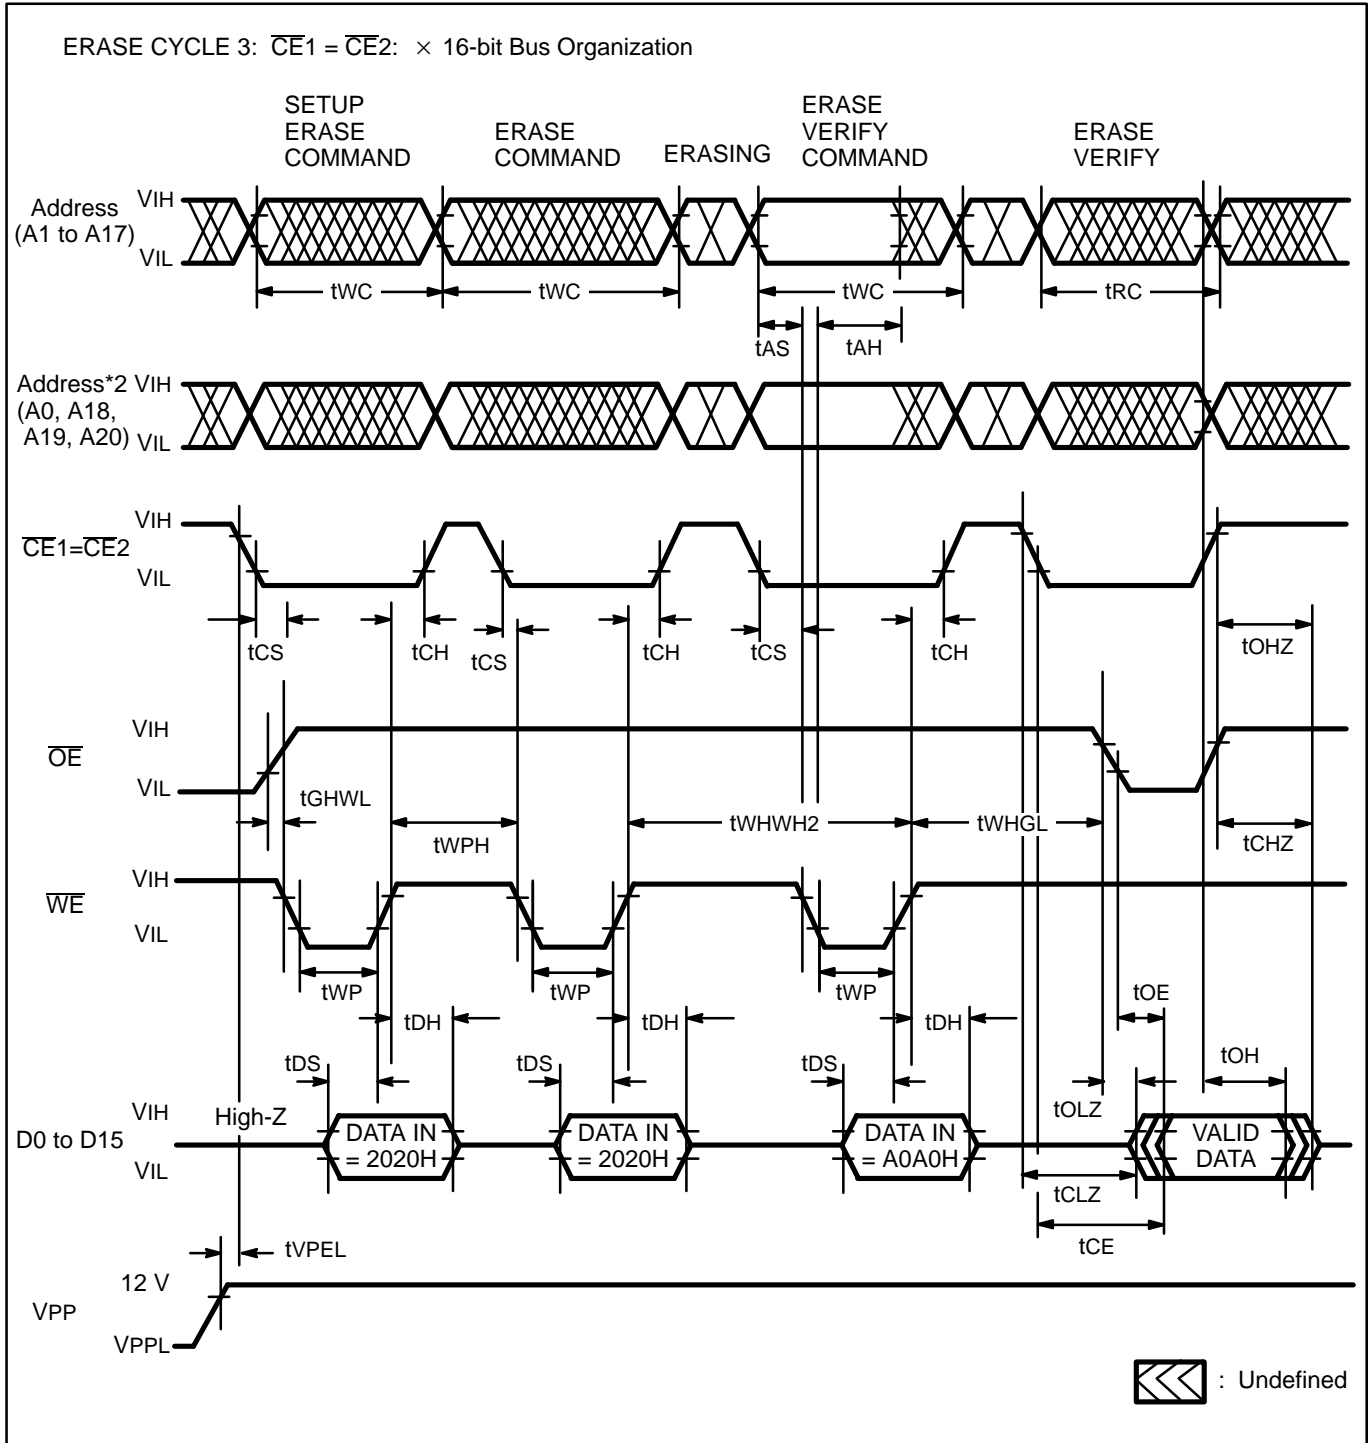 ERASE CYCLE 3: CE1 = CE2: × 16-bit Bus Organization
SETUP
ERASE
COMMAND
ERASE
COMMAND
ERASING
ERASE
VERIFY
COMMAND
ERASE
VERIFY
Address
(A1 to A17)
VIH
VIL
tWC
tWC
tWC
tRC
tAS
tAH
Address*2
(A0, A18,
A19, A20)
VIH
VIL
CE1=CE2
VIH
VIL
tCS
tCH
tCS
tCH
tCS
tCH
tOHZ
OE
VIH
VIL
tGHWL
tWPH
tWHWH2
tWHGL
tCHZ
WE
VIH
VIL
tWP
tWP
tWP
tOE
tDH
tDH
tDH
tDS
tDS
tDS
tOH
tOLZ
D0 to D15
VIH
VIL
High-Z
DATA IN
= 2020H
DATA IN
= 2020H
DATA IN
= A0A0H
VALID
DATA
tCLZ
tCE
tVPEL
VPP
12 V
VPPL
: Undefined